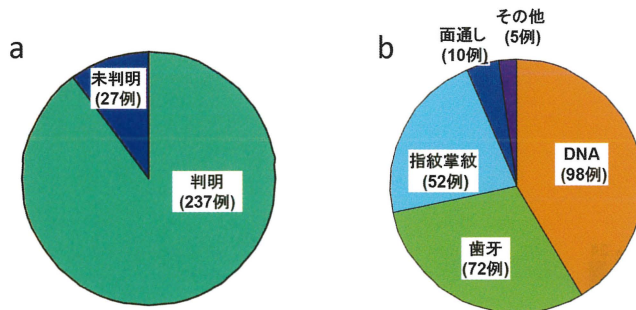 a
未判明
(27例)
判明
(237例)
b
面通し
(10例)
その他
(5例)
DNA
(98例)
指紋掌紋
(52例)
歯牙
(72例)